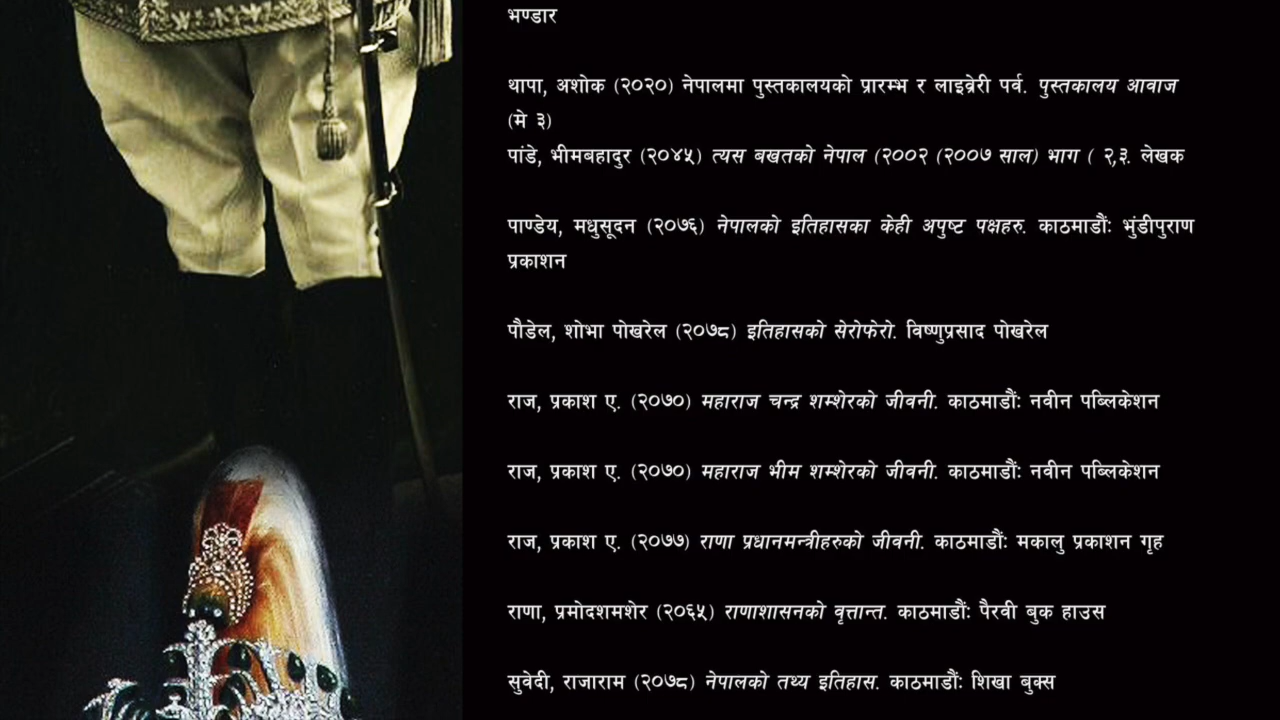 भण्डार
थापा, अशोक (२०२०) नेपालमा पुस्तकालयको प्रारम्भ र लाइब्रेरी पर्व. पुस्तकालय आवाज
(मे ३)
पांडे, भीमबहादुर (२०४५) त्यस बखतको नेपाल (२००२ (२००७ साल) भाग ( २,३. लेखक
पाण्डेय, मधुसूदन (२०७६) नेपालको इतिहासका केही अपुष्ट पक्षहरु. काठमाडौंः भुंडीपुराण
प्रकाशन
पौडेल, शोभा पोखरेल (२०७८) इतिहासको सेरोफेरो. विष्णुप्रसाद पोखरेल
राज, प्रकाश ए. (२०७०) महाराज चन्द्र शम्शेरको जीवनी. काठमाडौंः नवीन पब्लिकेशन
राज, प्रकाश ए. (२०७०) महाराज भीम शम्शेरको जीवनी. काठमाडौंः नवीन पब्लिकेशन
राज, प्रकाश ए. (२०७७) राणा प्रधानमन्त्रीहरुको जीवनी. काठमाडौंः मकालु प्रकाशन गृह
राणा, प्रमोदशमशेर (२०६५) राणाशासनको वृत्तान्त. काठमाडौंः पैरवी बुक हाउस
सुवेदी, राजाराम (२०७८) नेपालको तथ्य इतिहास. काठमाडौंः शिखा बुक्स